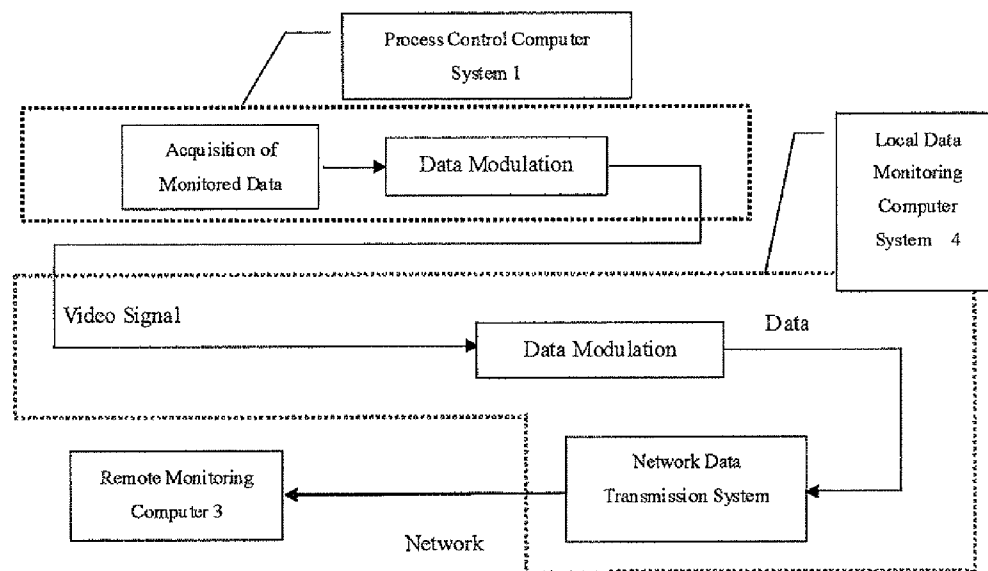 Process Control Computer
System 1
Acquisition of
Monitored Data
Data Modulation
Local Data
Monitoring
Computer
System 4
Video Signal
Data Modulation
Data
Network Data
Transmission System
Remote Monitoring
Computer 3
Network